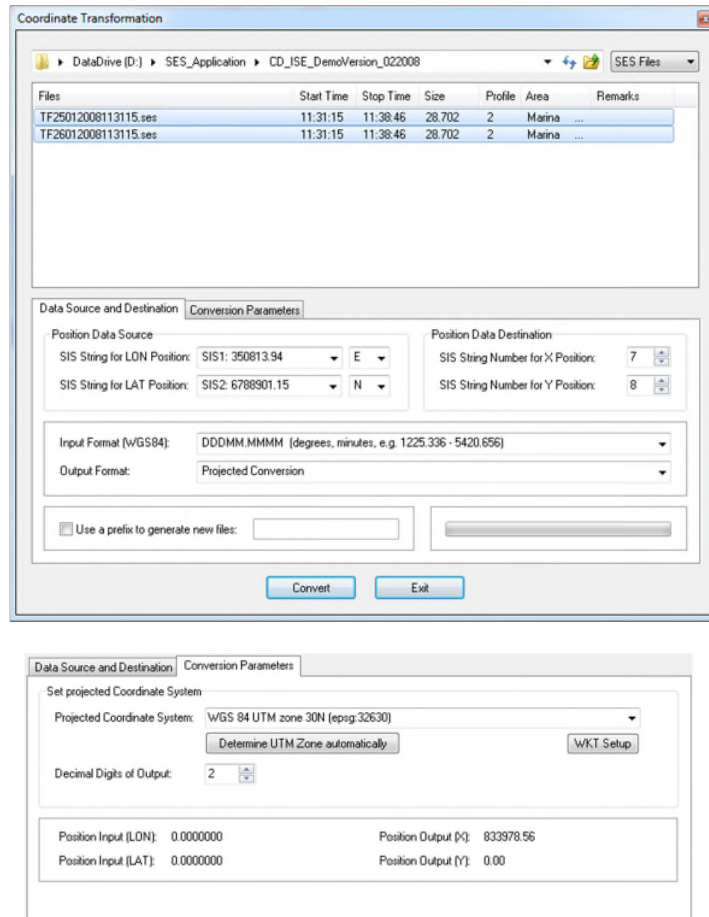 Coordinate Transformation
DataDrive (D:) SES_Application CD_ISE_DemoVersion_022008 SES Files
Files Start Time Stop Time Size Profile Area Remarks
TF25012008113115.ses 11:31:15 11:38:46 28.702 2 Marina ...
TF26012008113115.ses 11:31:15 11:38:46 28.702 2 Marina ...
Data Source and Destination Conversion Parameters
Position Data Source Position Data Destination
SIS String for LON Position: SIS1: 350813.94 E SIS String Number for X Position: 7
SIS String for LAT Position: SIS2: 6788901.15 N SIS String Number for Y Position: 8
Input Format (WGS84): DDDMM.MMMM (degrees, minutes, e.g. 1225.336 - 5420.656)
Output Format: Projected Conversion
Use a prefix to generate new files:
Convert Exit
Data Source and Destination Conversion Parameters
Set projected Coordinate System
Projected Coordinate System: WGS 84 UTM zone 30N (epsg:32630)
Determine UTM Zone automatically WKT Setup
Decimal Digits of Output: 2
Position Input (LON): 0.0000000 Position Output (X): 833978.56
Position Input (LAT): 0.0000000 Position Output (Y): 0.00